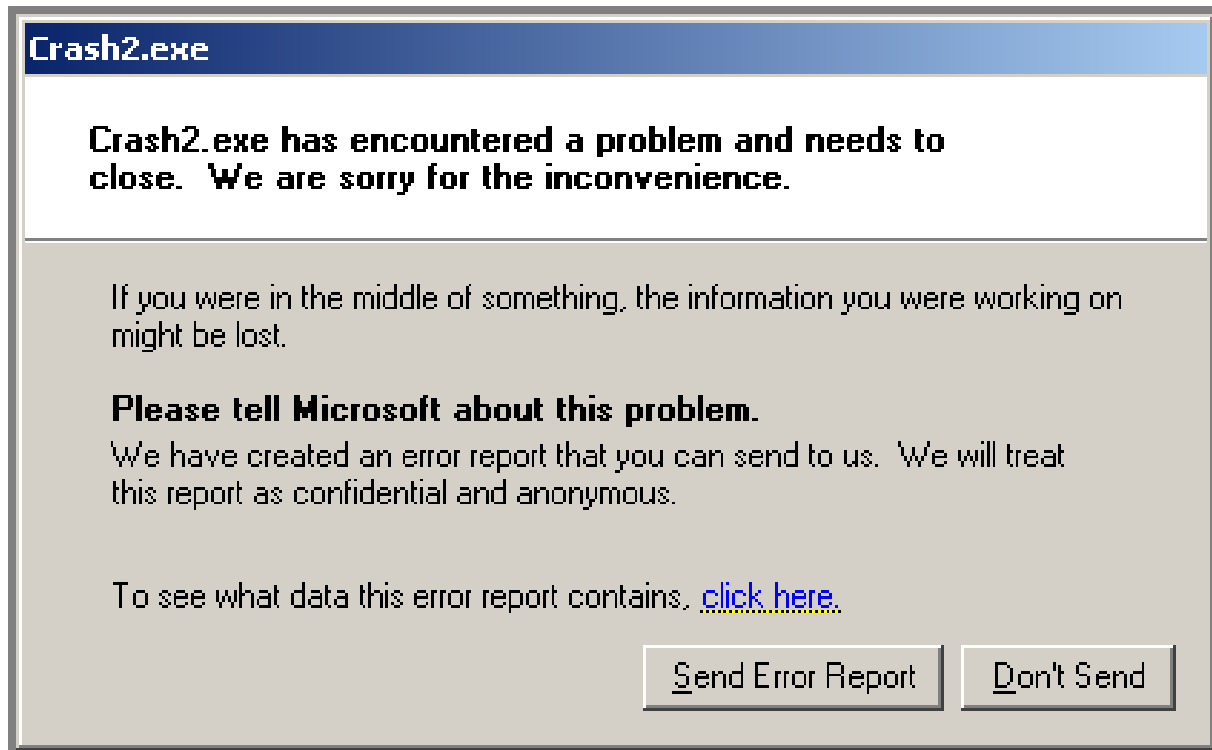 Crash2.exe
Crash2.exe has encountered a problem and needs to
close.  We are sorry for the inconvenience.
If you were in the middle of something, the information you were working on
might be lost.
Please tell Microsoft about this problem.
We have created an error report that you can send to us.  We will treat
this report as confidential and anonymous.
To see what data this error report contains, click here.
Send Error Report Don't Send